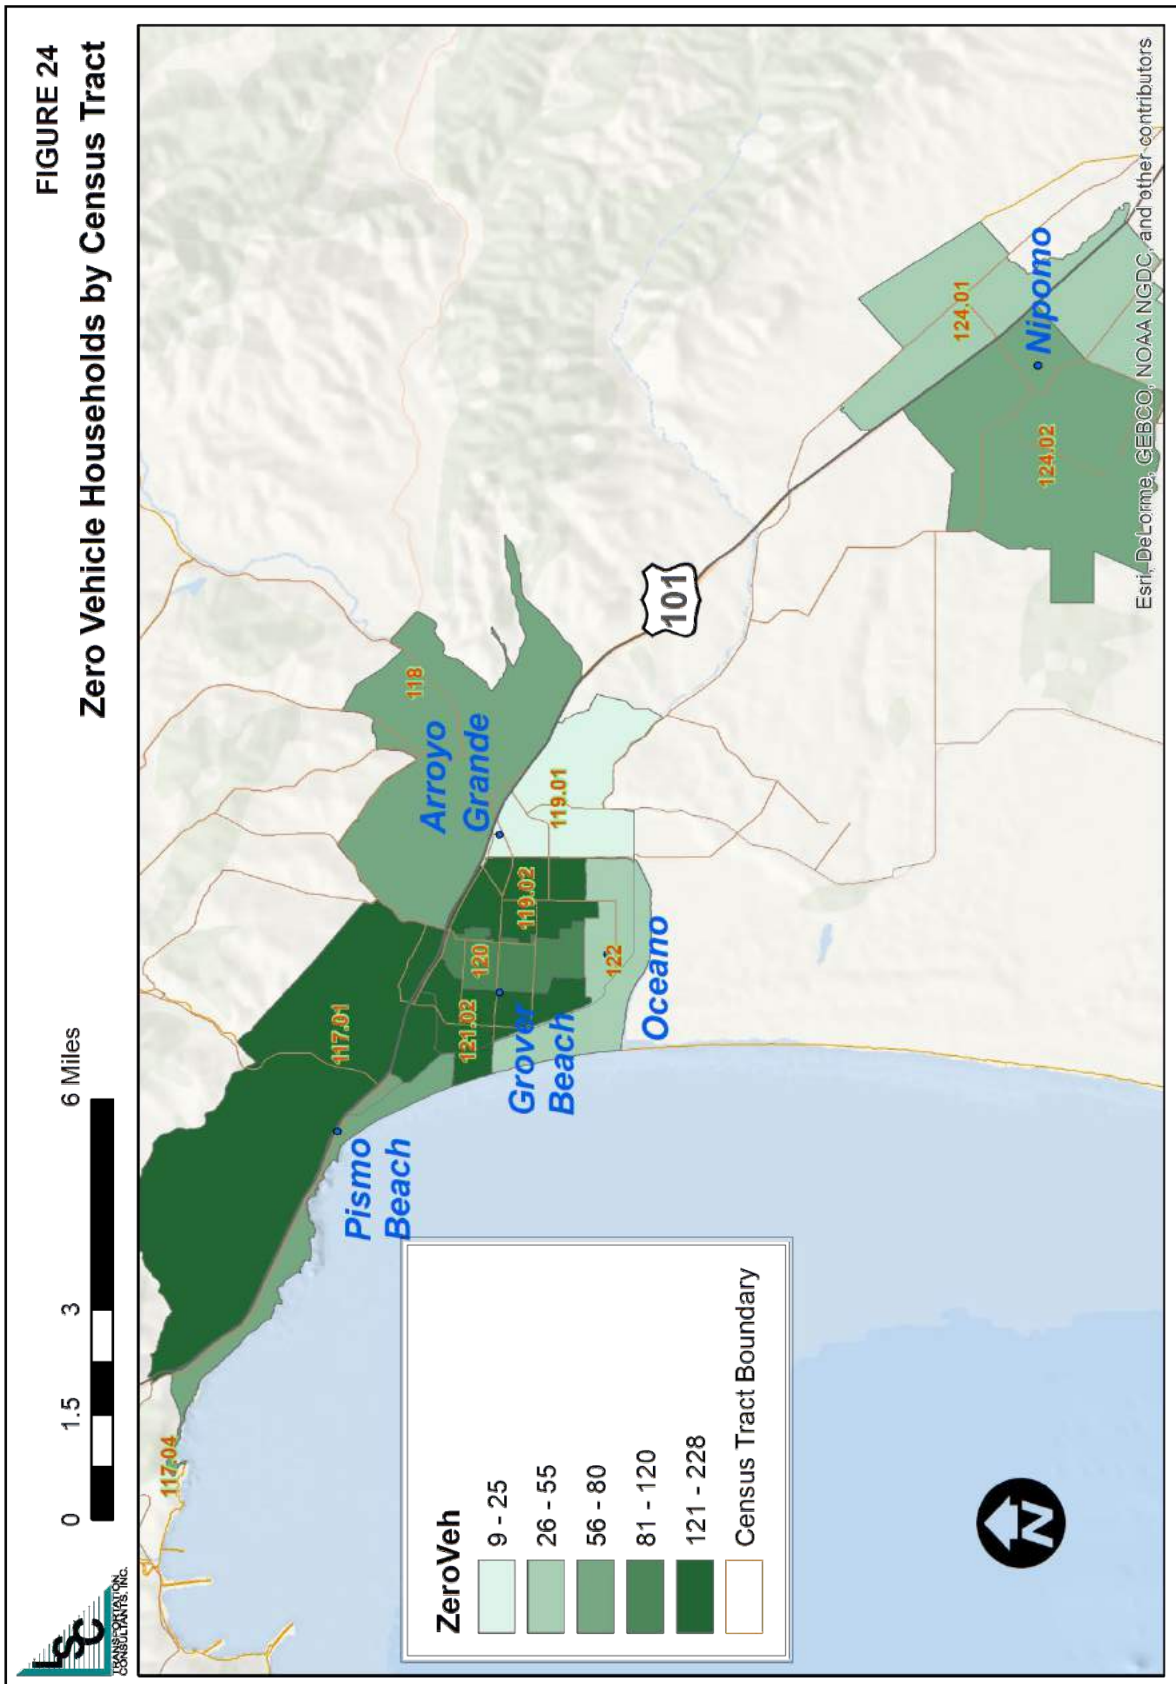 FIGURE 24
Zero Vehicle Households by Census Tract
LSC
TRANSPORTATION
CONSULTANTS, INC.
0 1.5 3 6 Miles
117.04
117.01
118
Arroyo
Grande
Pismo
Beach
121.02
120
119.02
119.01
Grover
Beach
122
Oceano
101
124.01
Nipomo
124.02
ZeroVeh
9 - 25
26 - 55
56 - 80
81 - 120
121 - 228
Census Tract Boundary
N
Esri, DeLorme, GEBCO, NOAA NGDC, and other contributors